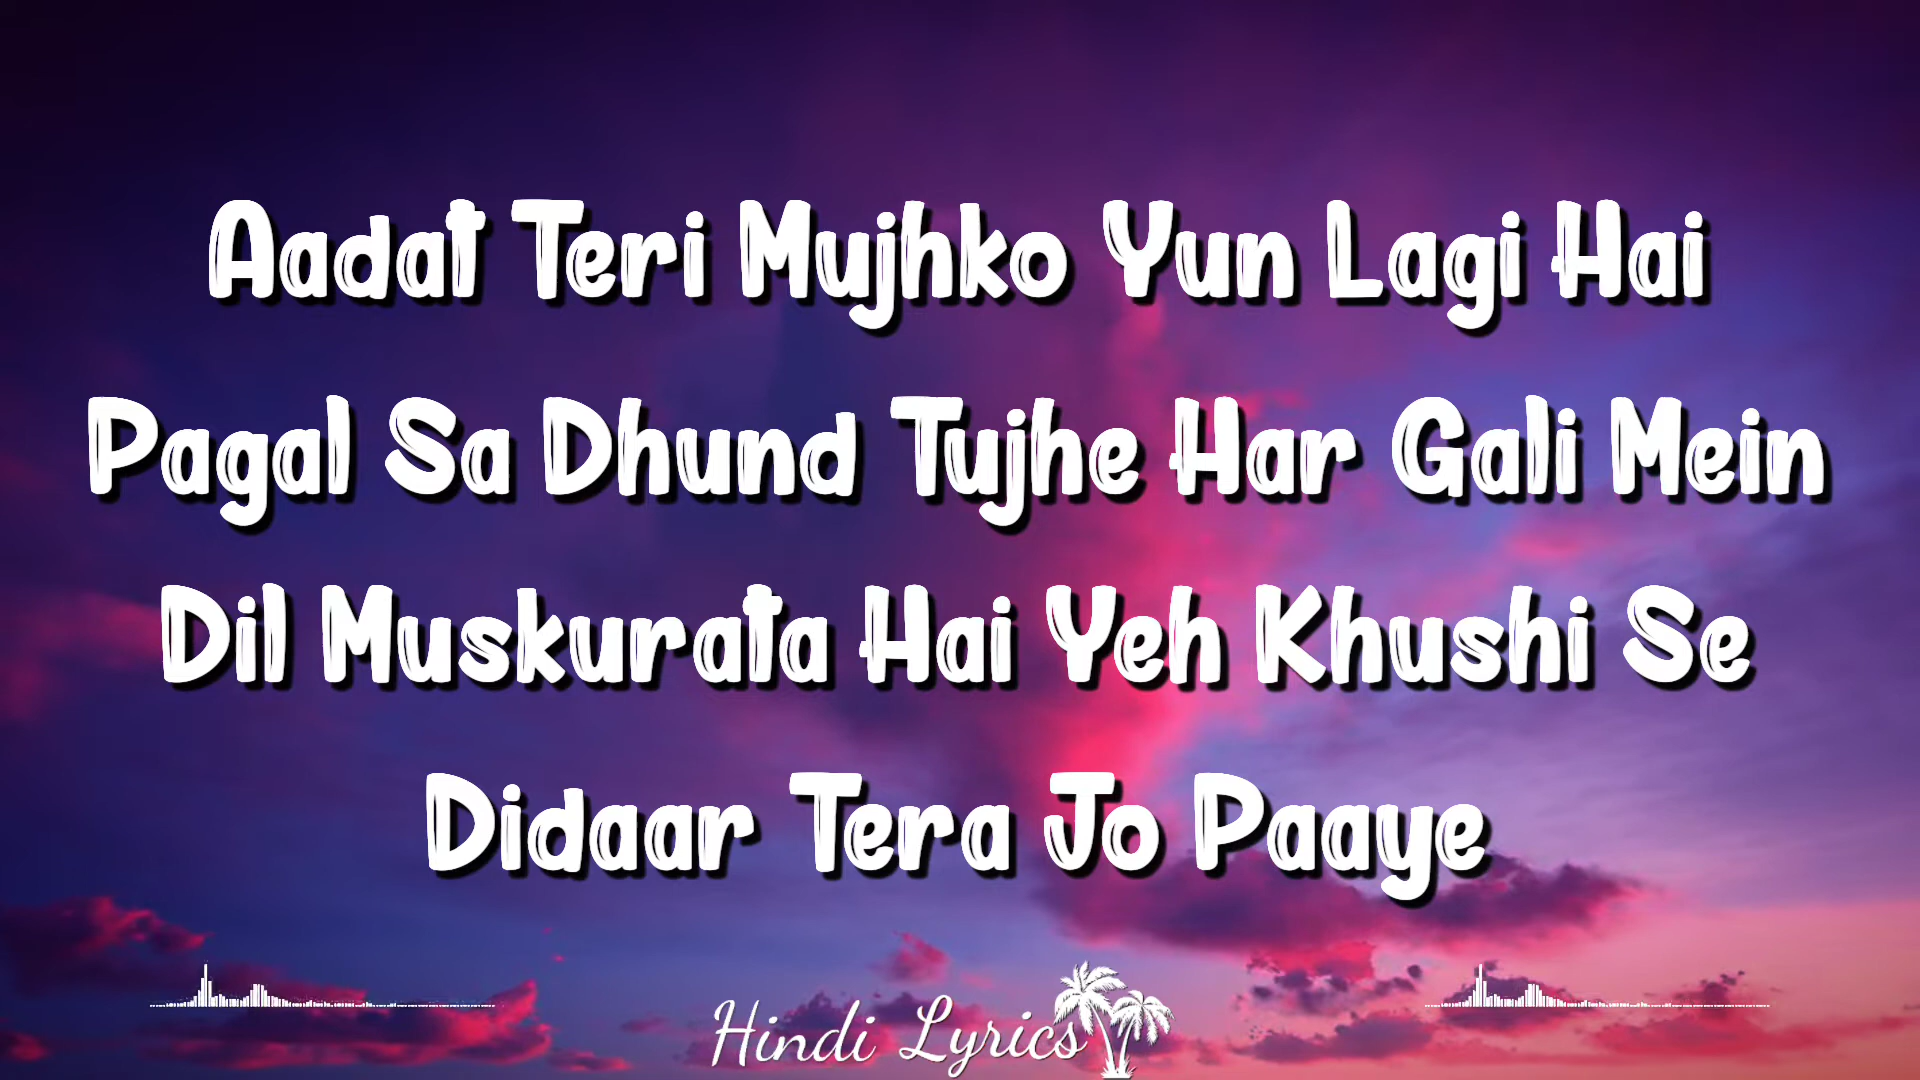 Aadat Teri Mujhko Yun Lagi Hai
Pagal Sa Dhund Tujhe Har Gali Mein
Dil Muskurata Hai Yeh Khushi Se
Didaar Tera Jo Paaye
Hindi Lyrics